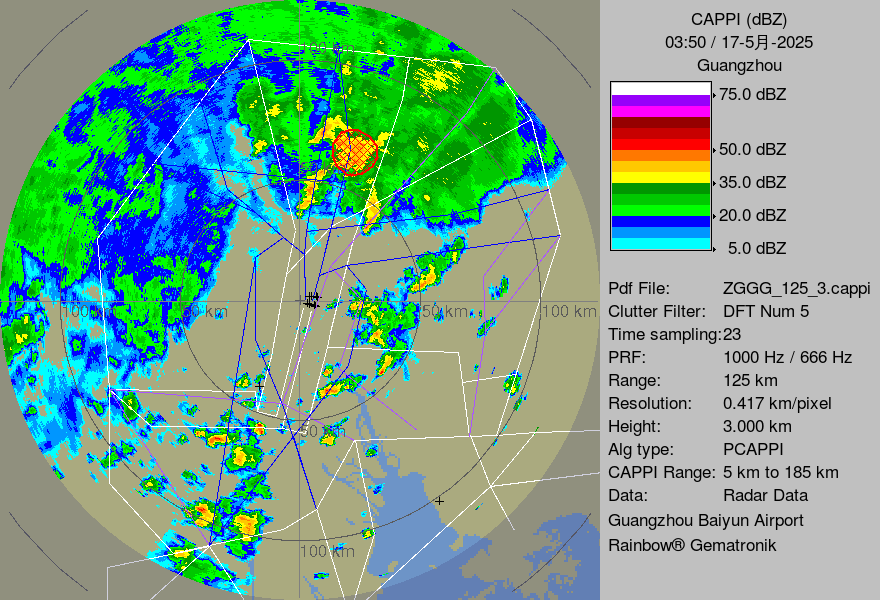 CAPPI (dBZ)
03:50 / 17-5月-2025
Guangzhou
75.0 dBZ
50.0 dBZ
35.0 dBZ
20.0 dBZ
5.0 dBZ
Pdf File: ZGGG_125_3.cappi
Clutter Filter: DFT Num 5
Time sampling:23
PRF: 1000 Hz / 666 Hz
Range: 125 km
Resolution: 0.417 km/pixel
Height: 3.000 km
Alg type: PCAPPI
CAPPI Range: 5 km to 185 km
Data: Radar Data
Guangzhou Baiyun Airport
Rainbow® Gematronik
100 km
100 km
50 km
100 km
50 km
100 km